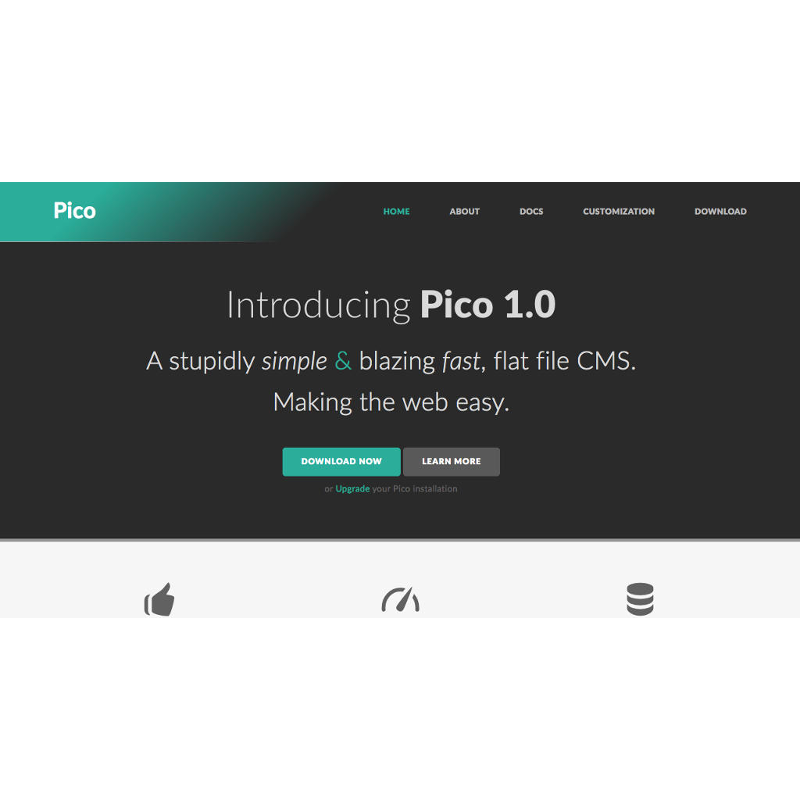 Pico
HOME ABOUT DOCS CUSTOMIZATION DOWNLOAD
Introducing Pico 1.0
A stupidly simple & blazing fast, flat file CMS.
Making the web easy.
DOWNLOAD NOW LEARN MORE
or Upgrade your Pico installation